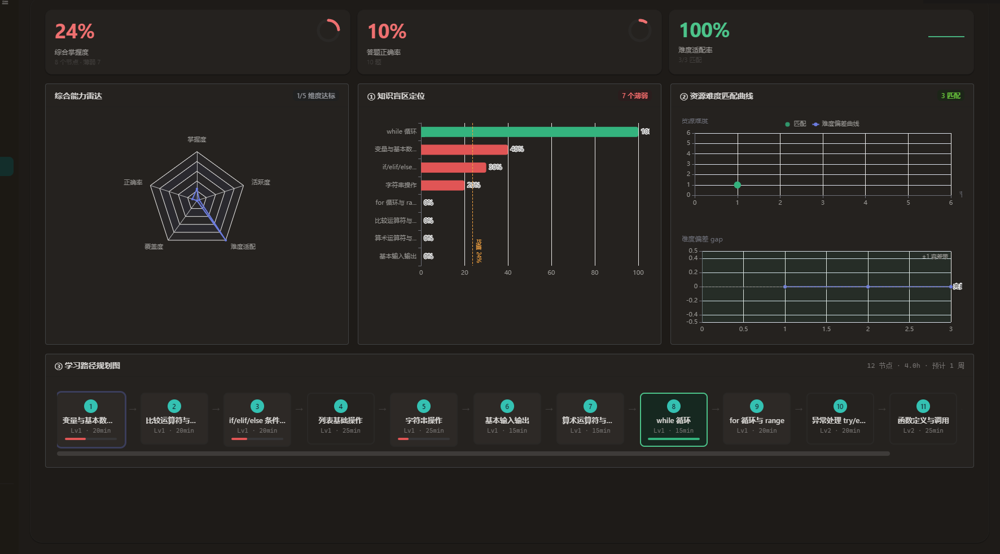 24%
综合掌握度
8 个节点 · 薄弱 7
10%
答题正确率
10 题
100%
难度适配率
3/3 匹配
综合能力雷达
1/5 维度达标
掌握度
正确率
活跃度
覆盖度
难度适配
① 知识盲区定位
7 个薄弱
while 循环
变量与基本数...
40%
if/elif/else...
30%
字符串操作
20%
for 循环与 ra...
0%
比较运算符与...
0%
算术运算符与...
0%
基本输入输出
0%
均值 24%
0 20 40 60 80 100
② 资源难度匹配曲线
3 匹配
资源难度
匹配 难度偏差曲线
6
5
4
3
2
1
0
0 1 2 3 4 5 6
难度偏差 gap
0.5
0.4
0.2
0
-0.2
-0.4
-0.5
±1 容差带
0 0.5 1 1.5 2 2.5 3
③ 学习路径规划图
12 节点 · 4.0h · 预计 1 周
1
变量与基本数...
Lv1 · 20min
→
2
比较运算符与...
Lv1 · 20min
→
3
if/elif/else 条件...
Lv1 · 20min
→
4
列表基础操作
Lv1 · 25min
→
5
字符串操作
Lv1 · 25min
→
6
基本输入输出
Lv1 · 15min
→
7
算术运算符与...
Lv1 · 15min
→
8
while 循环
Lv1 · 15min
→
9
for 循环与 range
Lv1 · 20min
→
10
异常处理 try/e...
Lv2 · 20min
→
11
函数定义与调用
Lv2 · 25min